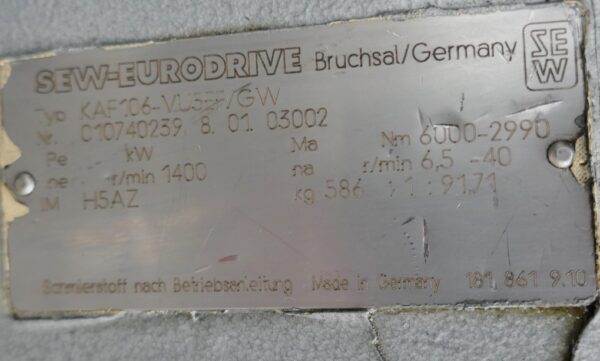 SEW-EURODRIVE Bruchsal/Germany SEW
Typ KAF106-VU /GW
Nr. 010740239. 8. 01. 03002
Pe kW Ma Nm 6000-2990
ne r/min 1400 na r/min 6,5 -40
IM H5AZ kg 586 i 1 : 91.71
Schmierstoff nach Betriebsanleitung Made in Germany 181 861 9.10